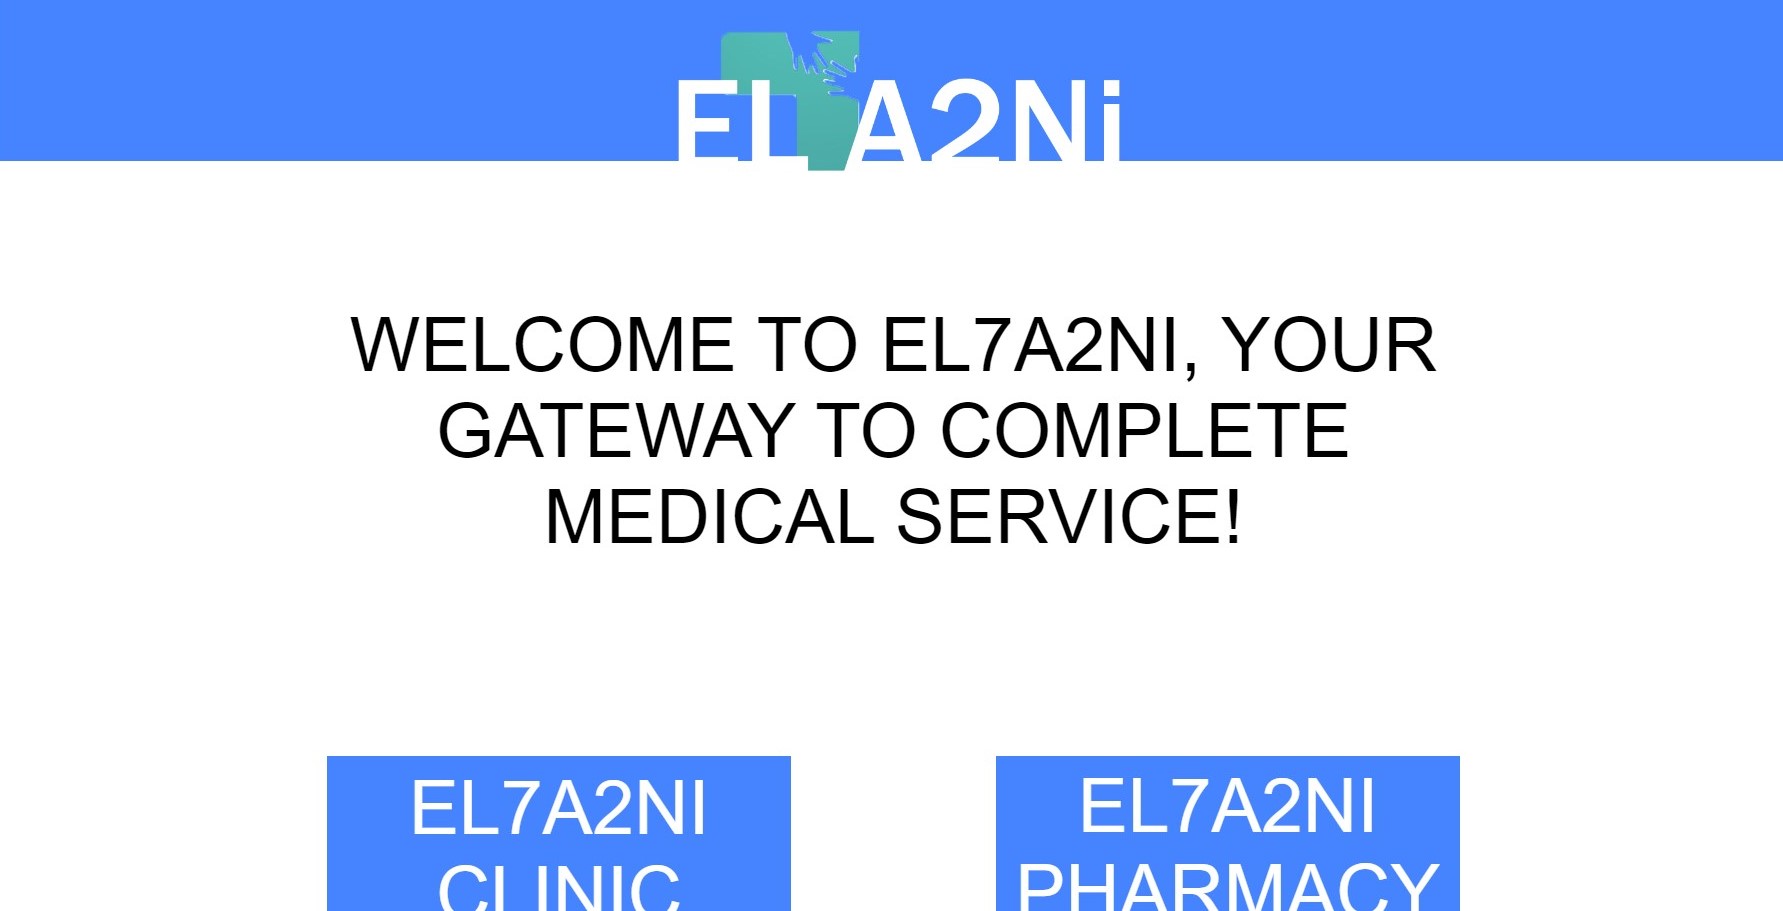 EL A2Ni
WELCOME TO EL7A2NI, YOUR
GATEWAY TO COMPLETE
MEDICAL SERVICE!
EL7A2NI
CLINIC
EL7A2NI
PHARMACY